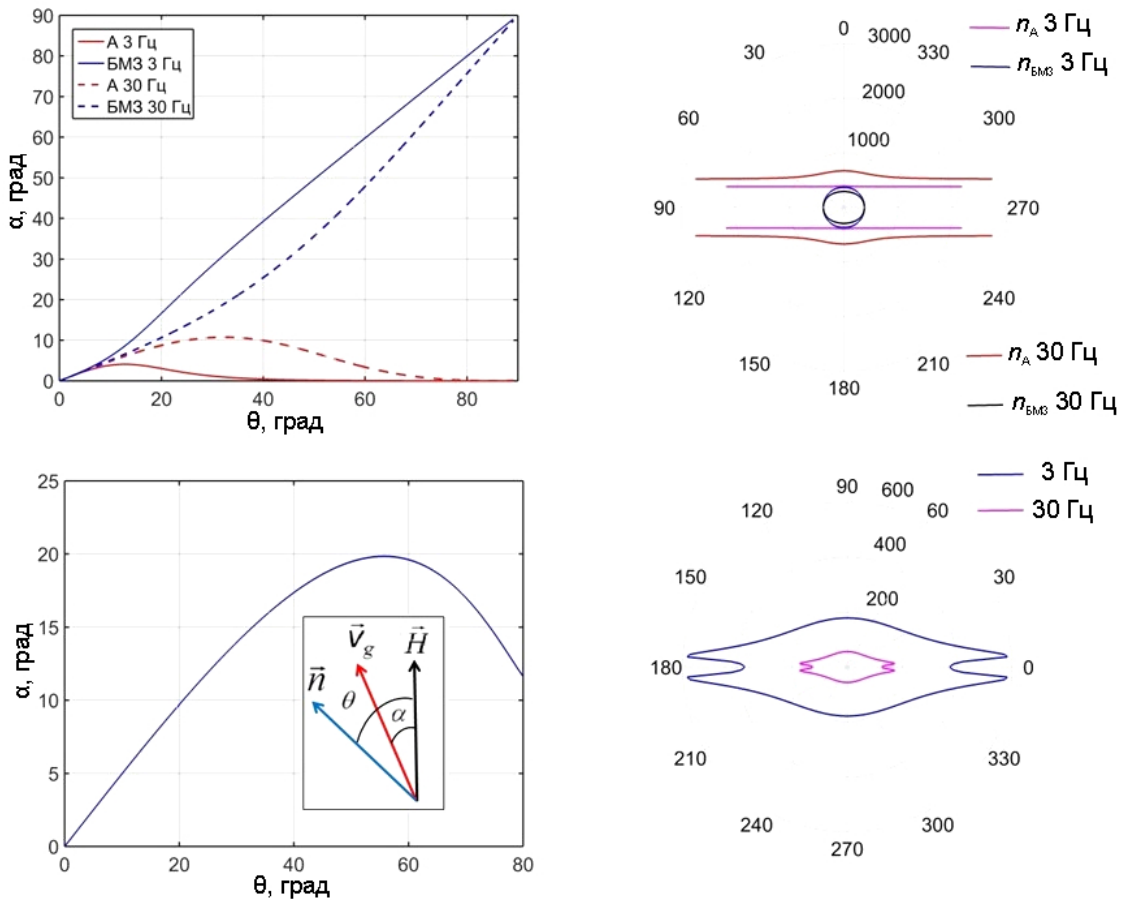 90
80
70
60
50
40
30
20
10
0
α, град
А 3 Гц
БМЗ 3 Гц
А 30 Гц
БМЗ 30 Гц
0 20 40 60 80
θ, град
0
3000
330
30
2000
300
60
1000
90
270
120
240
150
210
180
nА 3 Гц
nБМЗ 3 Гц
nА 30 Гц
nБМЗ 30 Гц
25
20
15
10
5
0
α, град
n⃗
v⃗g
H⃗
θ
α
0 20 40 60 80
θ, град
90
600
60
120
400
30
150
200
180
0
210
330
240
300
270
3 Гц
30 Гц